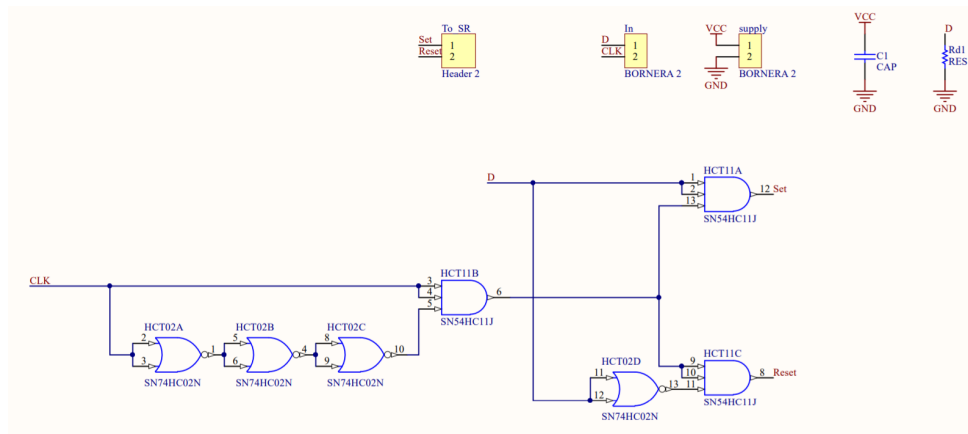 VCC
To SR
In
VCC
supply
D
Set
1
D
1
1
Reset
2
CLK
2
2
C1
Rd1
CAP
RES
Header 2
BORNERA 2
BORNERA 2
GND
GND
GND
HCT11A
D
1
2
12
Set
13
SN54HC11J
HCT11B
CLK
3
4
6
5
SN54HC11J
HCT02A
HCT02B
HCT02C
2
5
8
1
4
10
3
6
9
SN74HC02N
SN74HC02N
SN74HC02N
HCT11C
HCT02D
9
11
10
8
Reset
13
11
12
SN54HC11J
SN74HC02N